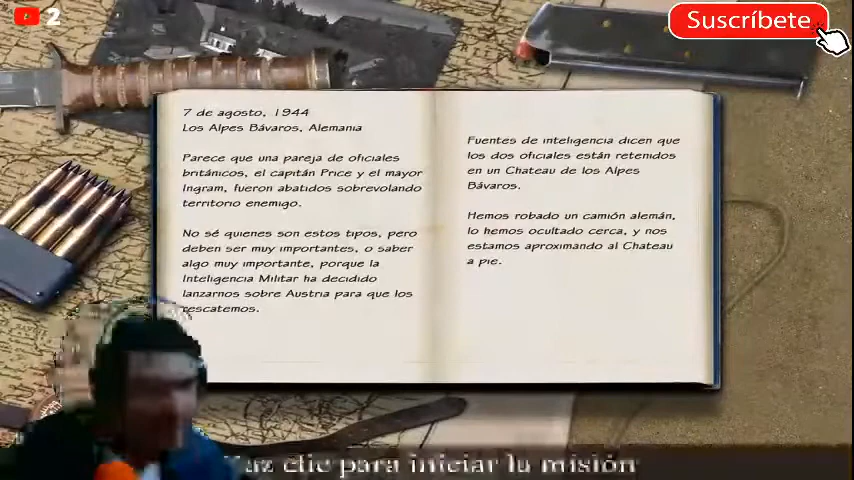 2
Suscríbete
7 de agosto, 1944
Los Alpes Bávaros, Alemania
Parece que una pareja de oficiales
británicos, el capitán Price y el mayor
Ingram, fueron abatidos sobrevolando
territorio enemigo.
No sé quienes son estos tipos, pero
deben ser muy importantes, o saber
algo muy importante, porque la
Inteligencia Militar ha decidido
lanzarnos sobre Austria para que los
rescatemos.
Fuentes de inteligencia dicen que
los dos oficiales están retenidos
en un Chateau de los Alpes
Bávaros.
Hemos robado un camión alemán,
lo hemos ocultado cerca, y nos
estamos aproximando al Chateau
a pie.
Haz clic para iniciar la misión